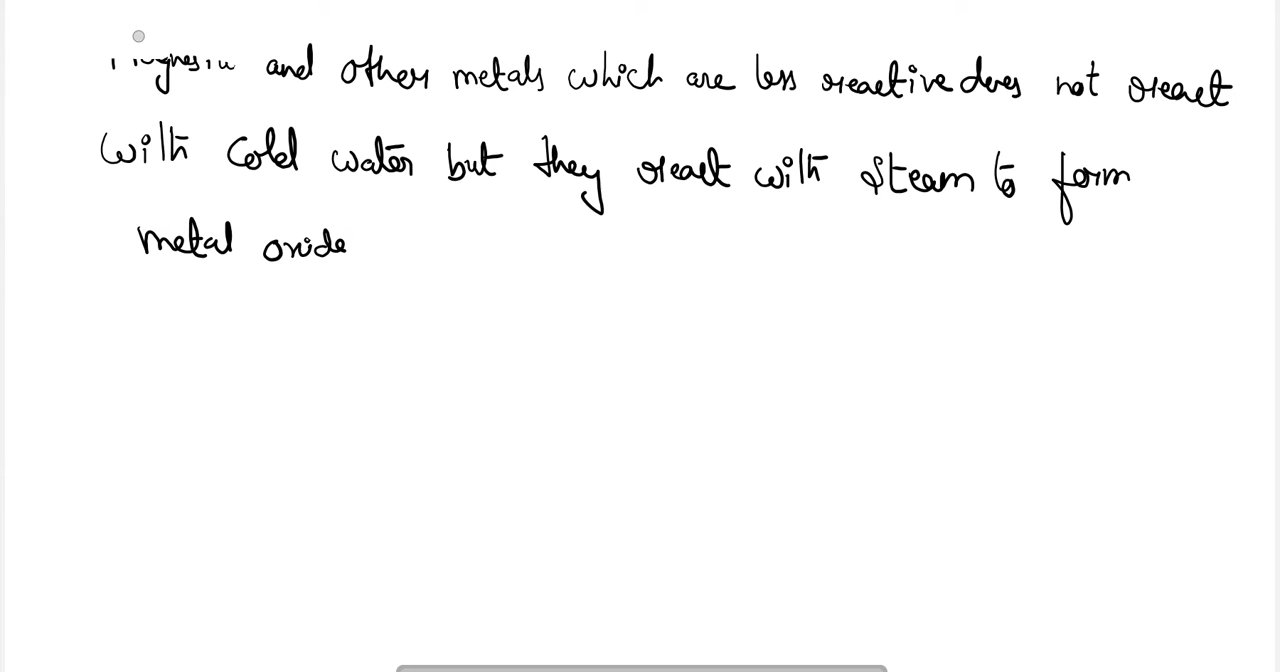 and other metals which are less reactive does not react
with cold water but they react with steam to form
metal oxide